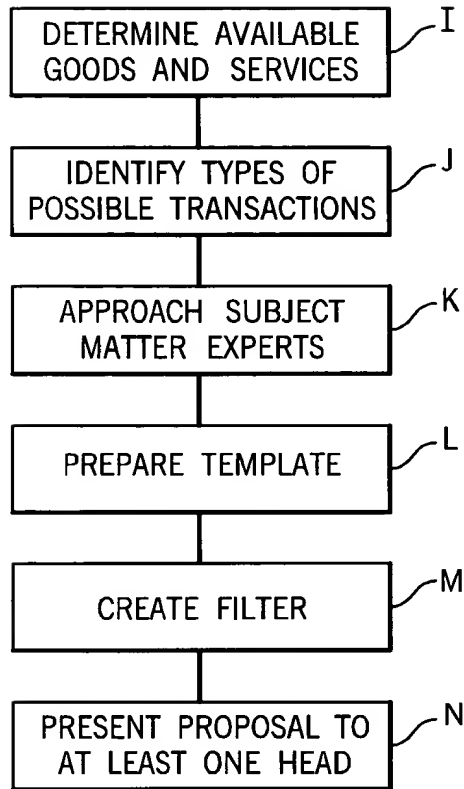 DETERMINE AVAILABLE
GOODS AND SERVICES
I
IDENTIFY TYPES OF
POSSIBLE TRANSACTIONS
J
APPROACH SUBJECT
MATTER EXPERTS
K
PREPARE TEMPLATE
L
CREATE FILTER
M
PRESENT PROPOSAL TO
AT LEAST ONE HEAD
N